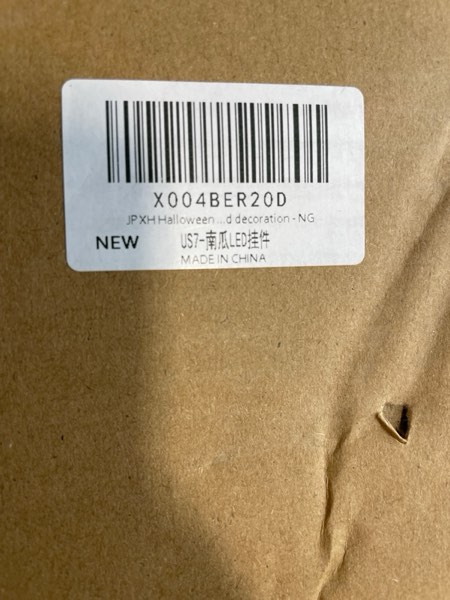 X004BER20D
JPXH Halloween ...d decoration - NG
NEW US7-南瓜LED挂件
MADE IN CHINA